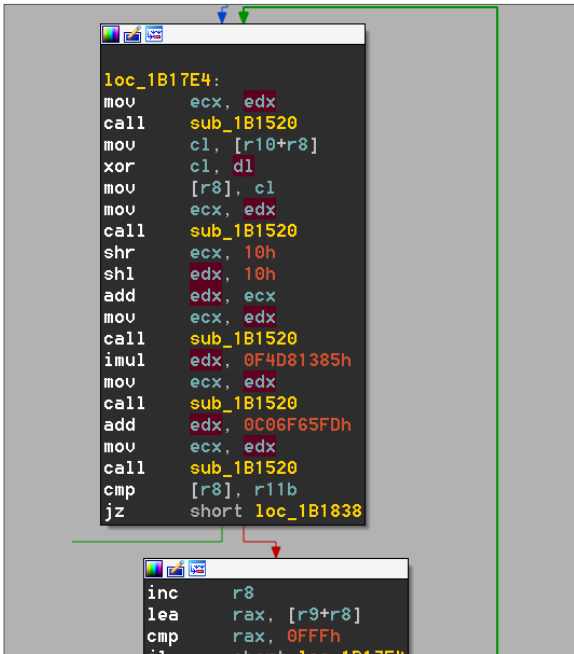 loc_1B17E4:
mov ecx, edx
call sub_1B1520
mov cl, [r10+r8]
xor cl, dl
mov [r8], cl
mov ecx, edx
call sub_1B1520
shr ecx, 10h
shl edx, 10h
add edx, ecx
mov ecx, edx
call sub_1B1520
imul edx, 0F4D81385h
mov ecx, edx
call sub_1B1520
add edx, 0C06F65FDh
mov ecx, edx
call sub_1B1520
cmp [r8], r11b
jz short loc_1B1838
inc r8
lea rax, [r9+r8]
cmp rax, 0FFFh
short loc_1B17E4